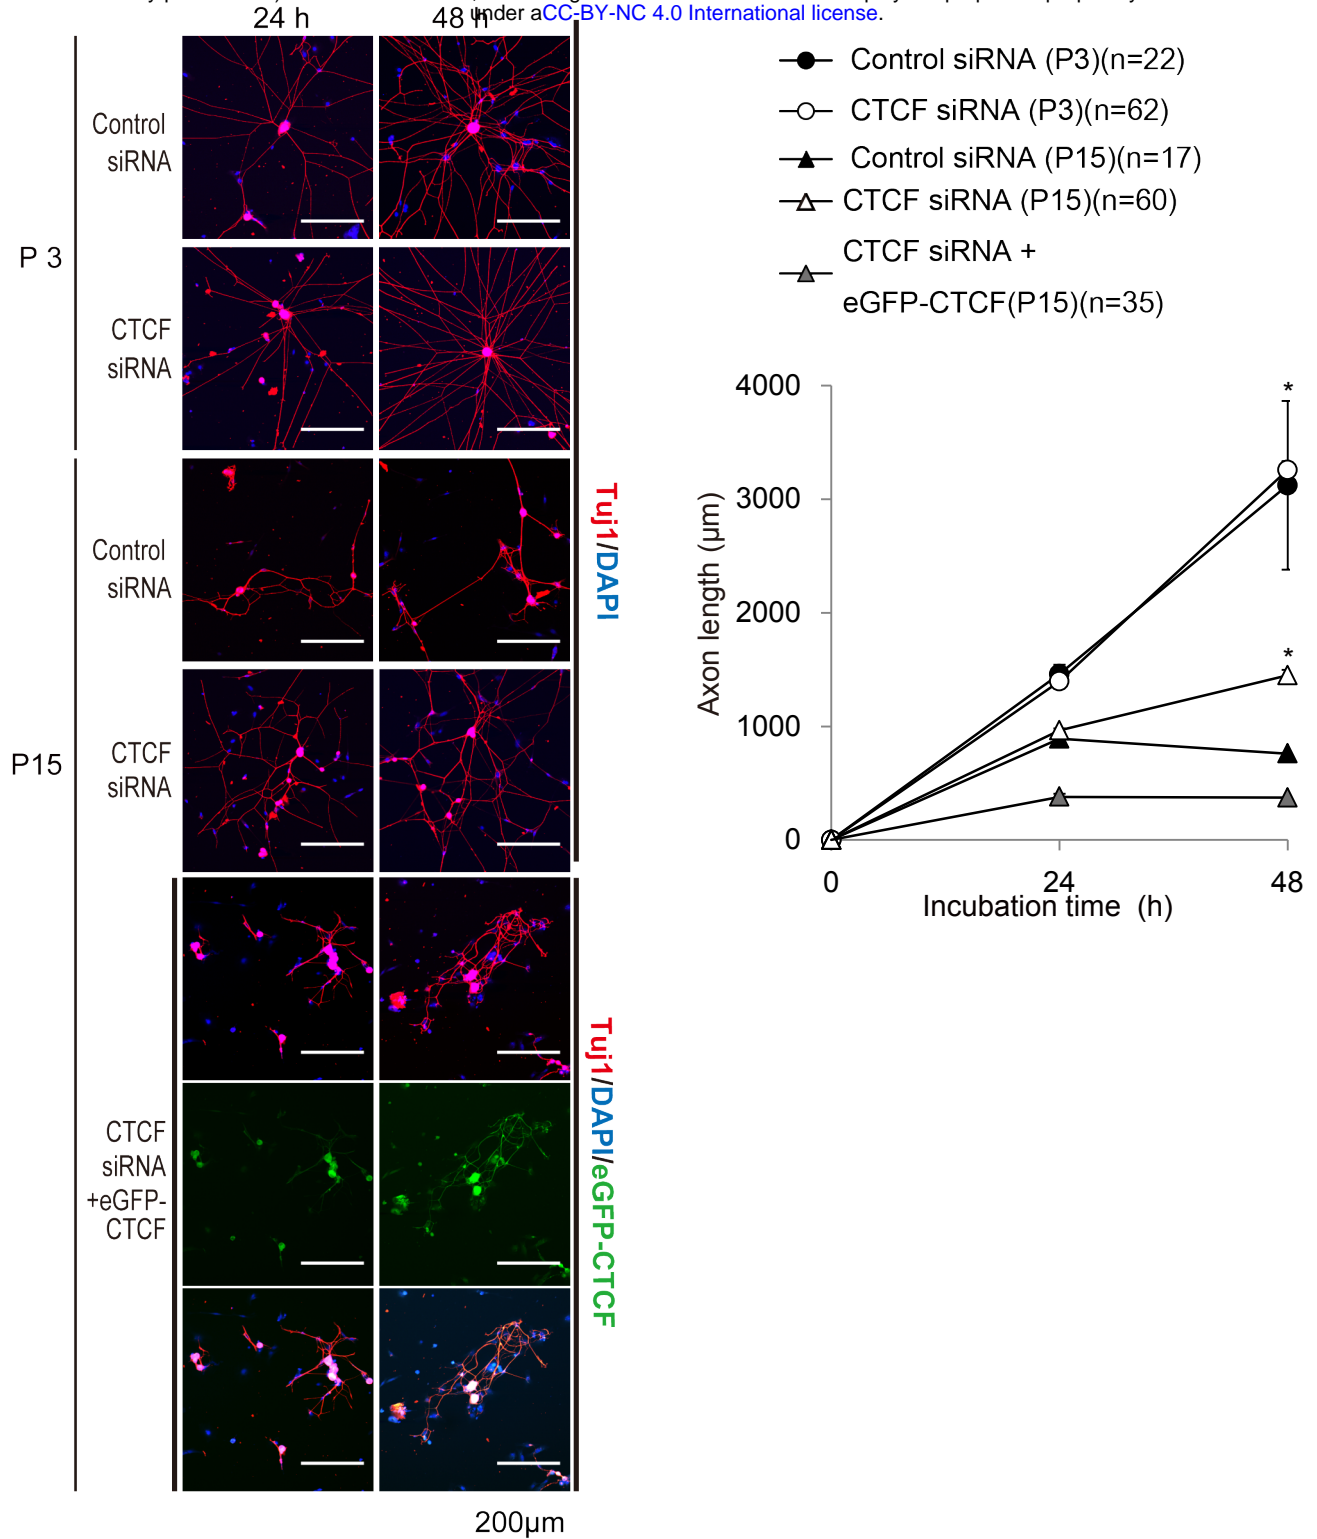 under aCC-BY-NC 4.0 International license.
24 h
48 h
P 3
Control
siRNA
CTCF
siRNA
P15
Control
siRNA
CTCF
siRNA
CTCF
siRNA
+eGFP-
CTCF
Tuj1/DAPI
Tuj1/DAPI/eGFP-CTCF
200μm
Control siRNA (P3)(n=22)
CTCF siRNA (P3)(n=62)
Control siRNA (P15)(n=17)
CTCF siRNA (P15)(n=60)
CTCF siRNA +
eGFP-CTCF(P15)(n=35)
Axon length (μm)
4000
3000
2000
1000
0
*
*
0
24
48
Incubation time (h)